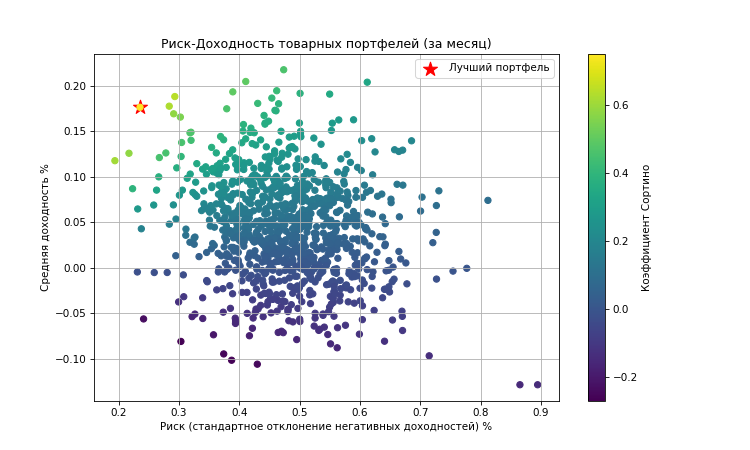 Риск-Доходность товарных портфелей (за месяц)
Лучший портфель
Средняя доходность %
0.20
0.15
0.10
0.05
0.00
−0.05
−0.10
0.2 0.3 0.4 0.5 0.6 0.7 0.8 0.9
Риск (стандартное отклонение негативных доходностей) %
0.6
0.4
0.2
0.0
−0.2
Коэффициент Сортино